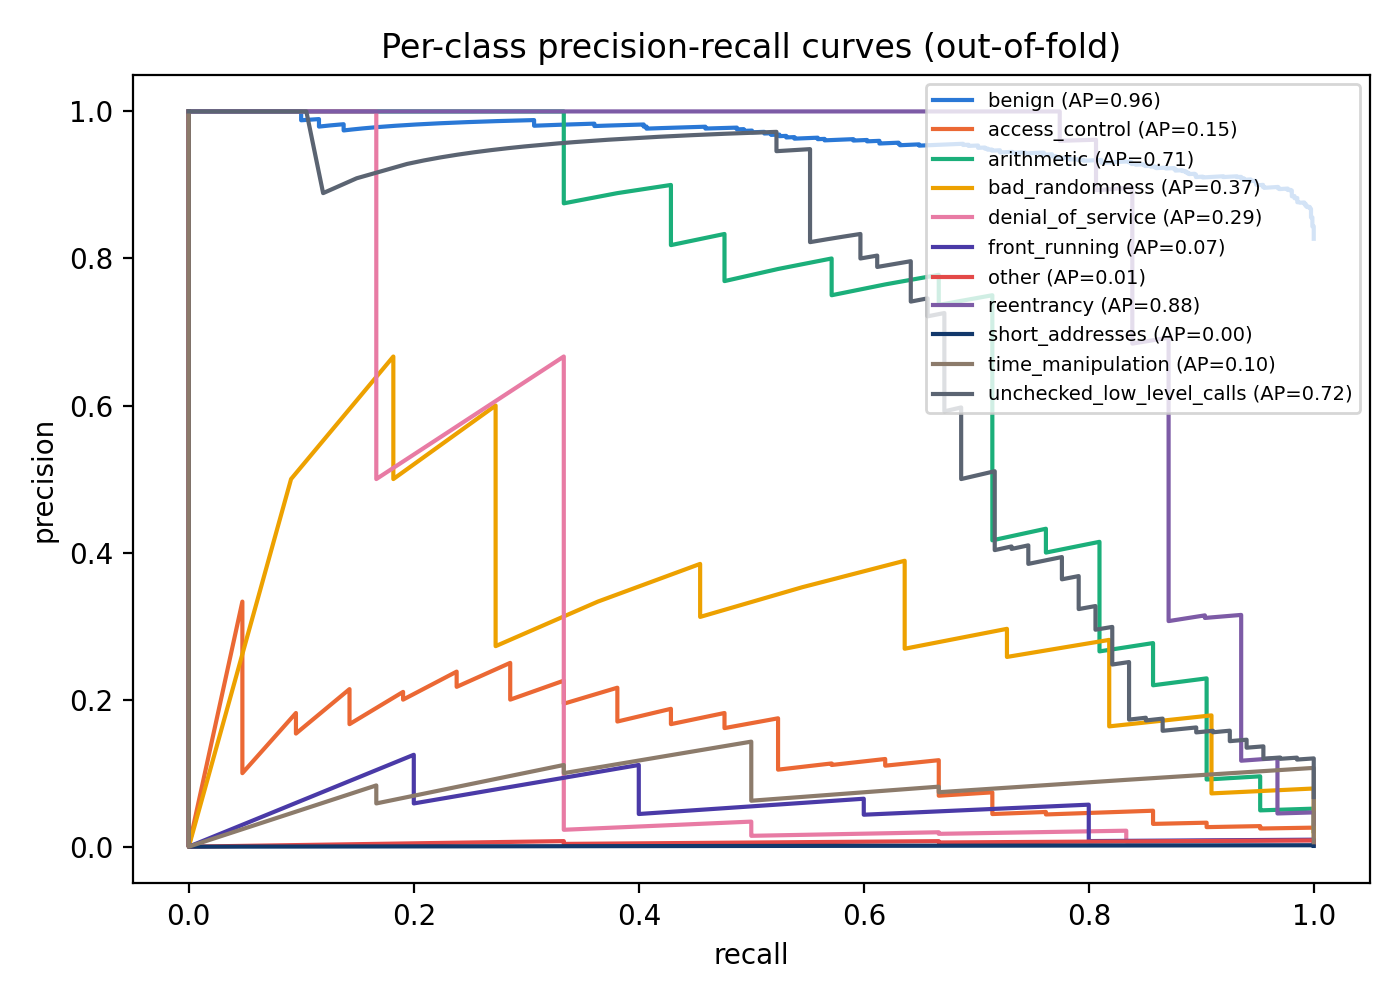 Per-class precision-recall curves (out-of-fold)
benign (AP=0.96)
access_control (AP=0.15)
arithmetic (AP=0.71)
bad_randomness (AP=0.37)
denial_of_service (AP=0.29)
front_running (AP=0.07)
other (AP=0.01)
reentrancy (AP=0.88)
short_addresses (AP=0.00)
time_manipulation (AP=0.10)
unchecked_low_level_calls (AP=0.72)
precision
1.0
0.8
0.6
0.4
0.2
0.0
0.0 0.2 0.4 0.6 0.8 1.0
recall